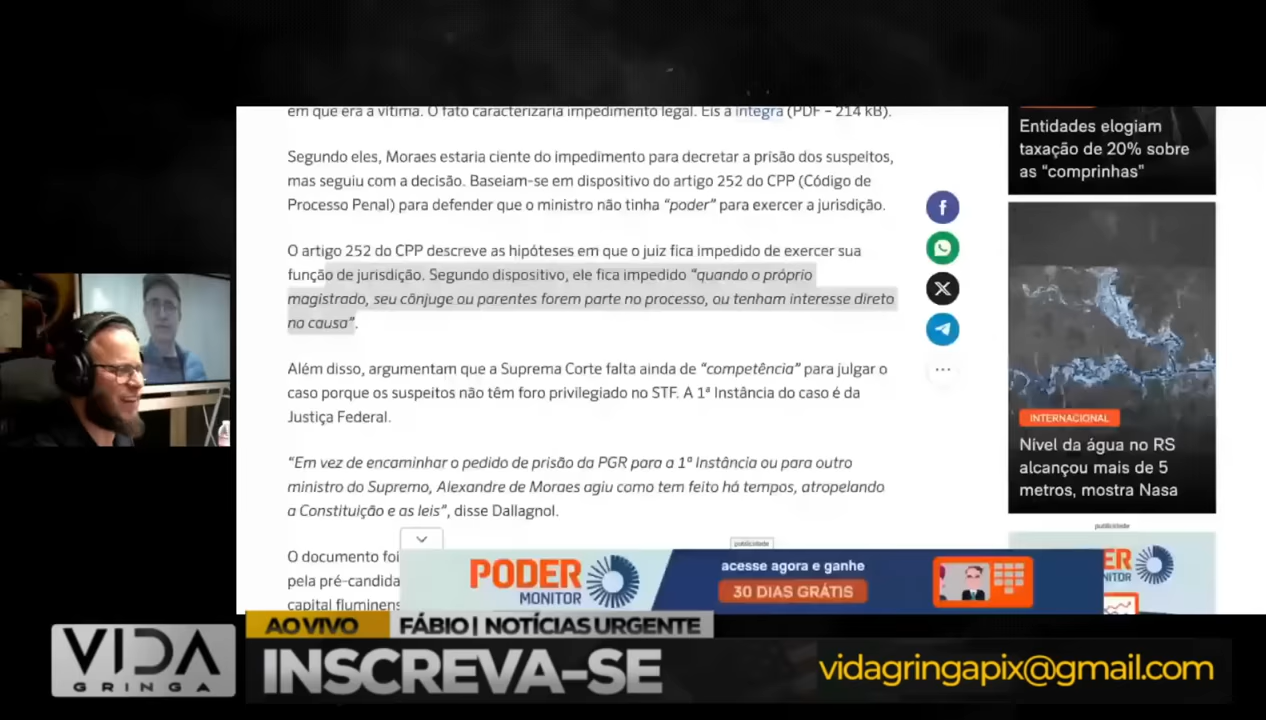 em que era a vítima. O fato caracterizaria impedimento legal. Eis a íntegra (PDF – 214 kB).
Segundo eles, Moraes estaria ciente do impedimento para decretar a prisão dos suspeitos,
mas seguiu com a decisão. Baseiam-se em dispositivo do artigo 252 do CPP (Código de
Processo Penal) para defender que o ministro não tinha “poder” para exercer a jurisdição.
O artigo 252 do CPP descreve as hipóteses em que o juiz fica impedido de exercer sua
função de jurisdição. Segundo dispositivo, ele fica impedido “quando o próprio
magistrado, seu cônjuge ou parentes forem parte no processo, ou tenham interesse direto
na causa”.
Além disso, argumentam que a Suprema Corte falta ainda de “competência” para julgar o
caso porque os suspeitos não têm foro privilegiado no STF. A 1ª Instância do caso é da
Justiça Federal.
“Em vez de encaminhar o pedido de prisão da PGR para a 1ª Instância ou para outro
ministro do Supremo, Alexandre de Moraes agiu como tem feito há tempos, atropelando
a Constituição e as leis”, disse Dallagnol.
O documento foi
pela pré-candida
capital fluminens
Entidades elogiam
taxação de 20% sobre
as “comprinhas”
INTERNACIONAL
Nível da água no RS
alcançou mais de 5
metros, mostra Nasa
publicidade
ER
NITOR
publicidade
PODER
MONITOR
acesse agora e ganhe
30 DIAS GRÁTIS
AO VIVO
FÁBIO | NOTÍCIAS URGENTE
VIDA
GRINGA
INSCREVA-SE
vidagringapix@gmail.com